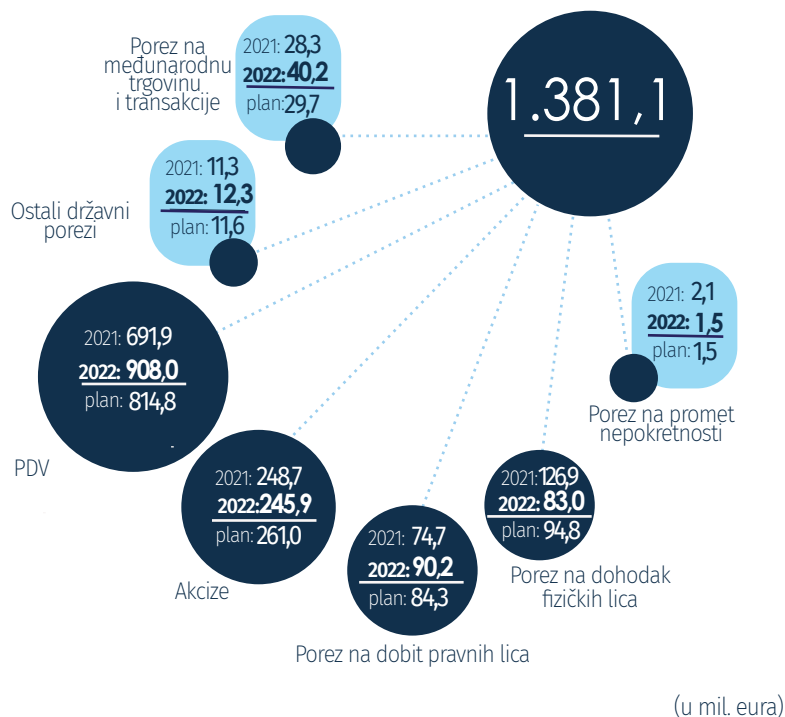 1.381,1
Porez na
međunarodnu
trgovinu
i transakcije
2021: 28,3
2022: 40,2
plan: 29,7
Ostali državni
porezi
2021: 11,3
2022: 12,3
plan: 11,6
2021: 691,9
2022: 908,0
plan: 814,8
PDV
2021: 248,7
2022: 245,9
plan: 261,0
Akcize
2021: 74,7
2022: 90,2
plan: 84,3
Porez na dobit pravnih lica
2021: 126,9
2022: 83,0
plan: 94,8
Porez na dohodak
fizičkih lica
2021: 2,1
2022: 1,5
plan: 1,5
Porez na promet
nepokretnosti
(u mil. eura)